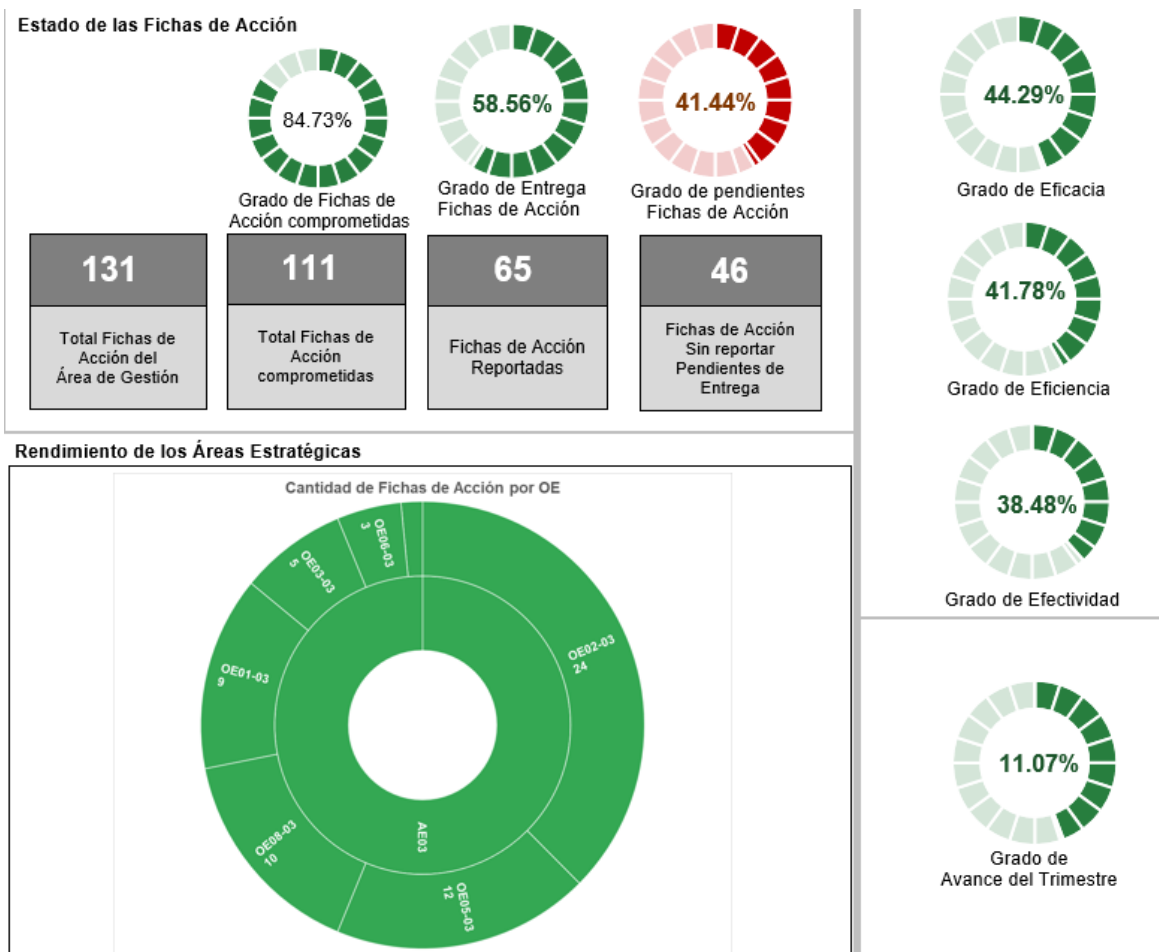 Estado de las Fichas de Acción
84.73%
Grado de Fichas de
Acción comprometidas
58.56%
Grado de Entrega
Fichas de Acción
41.44%
Grado de pendientes
Fichas de Acción
131
Total Fichas de
Acción del
Área de Gestión
111
Total Fichas de
Acción
comprometidas
65
Fichas de Acción
Reportadas
46
Fichas de Acción
Sin reportar
Pendientes de
Entrega
Rendimiento de los Áreas Estratégicas
Cantidad de Fichas de Acción por OE
OE02-03
24
OE05-03
12
OE08-03
10
OE01-03
9
OE03-03
5
OE06-03
3
AE03
44.29%
Grado de Eficacia
41.78%
Grado de Eficiencia
38.48%
Grado de Efectividad
11.07%
Grado de
Avance del Trimestre